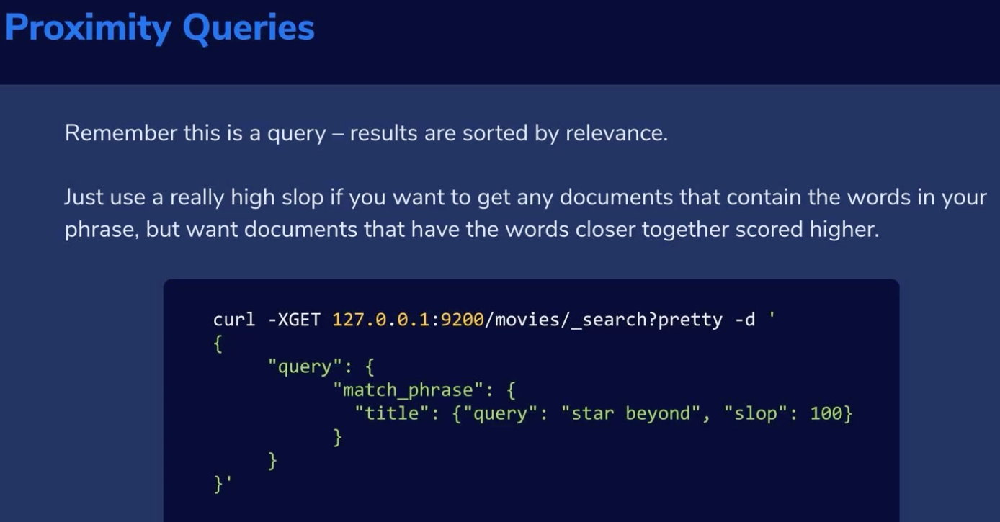 Proximity Queries
Remember this is a query – results are sorted by relevance.
Just use a really high slop if you want to get any documents that contain the words in your
phrase, but want documents that have the words closer together scored higher.
curl -XGET 127.0.0.1:9200/movies/_search?pretty -d '
{
"query": {
"match_phrase": {
"title": {"query": "star beyond", "slop": 100}
}
}
}'